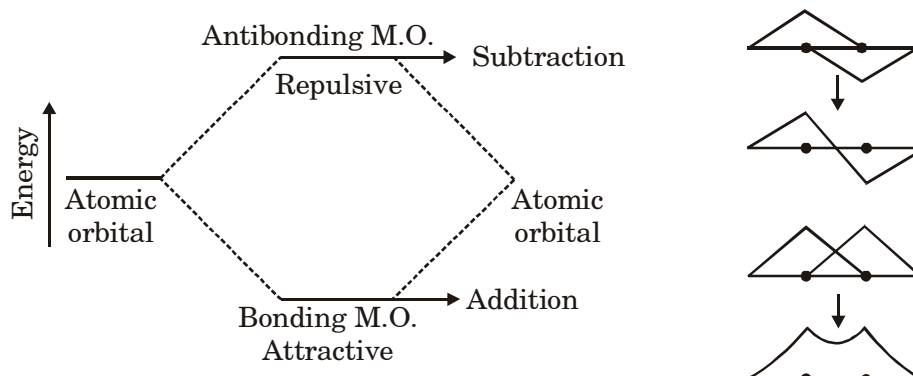 Antibonding M.O.
Subtraction
Repulsive
Energy
Atomic
orbital
Atomic
orbital
Addition
Bonding M.O.
Attractive